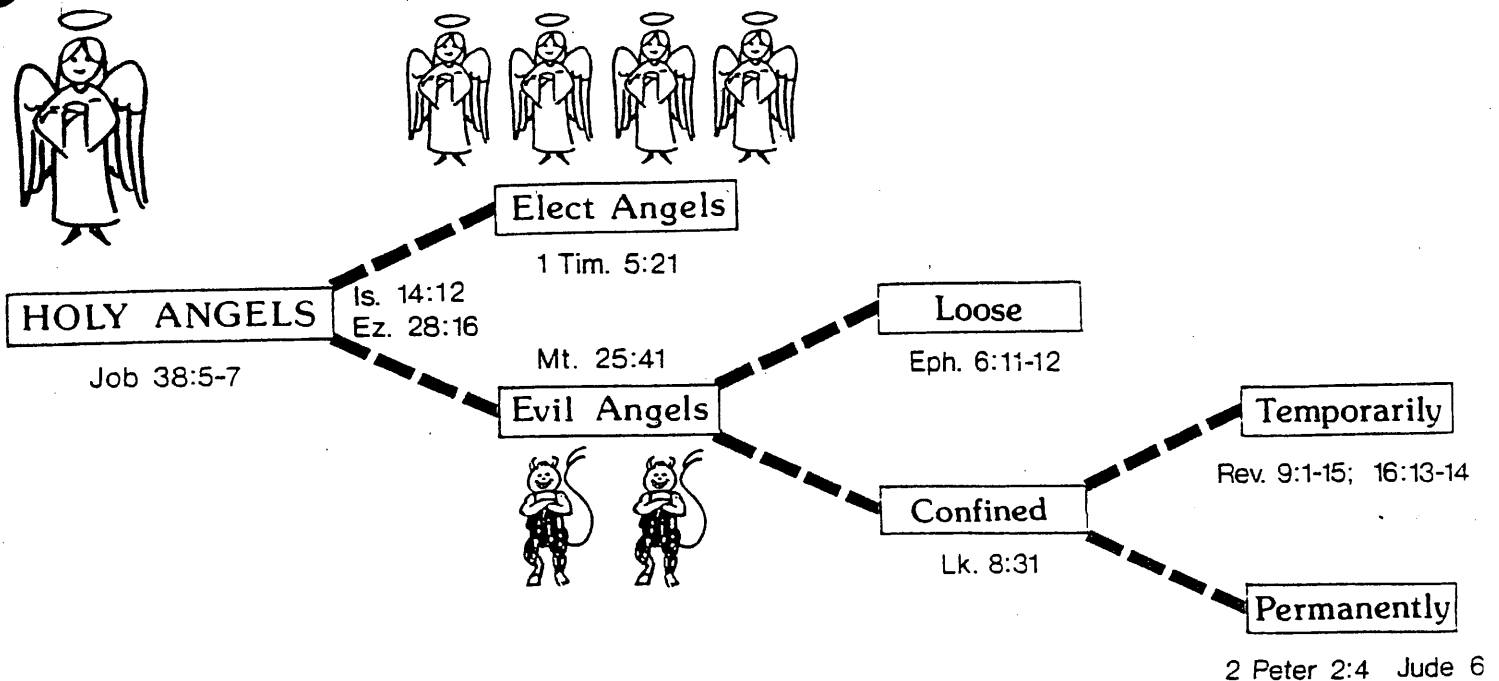 Elect Angels
1 Tim. 5:21
HOLY ANGELS
Is. 14:12
Ez. 28:16
Job 38:5-7
Mt. 25:41
Evil Angels
Loose
Eph. 6:11-12
Confined
Lk. 8:31
Temporarily
Rev. 9:1-15; 16:13-14
Permanently
2 Peter 2:4 Jude 6